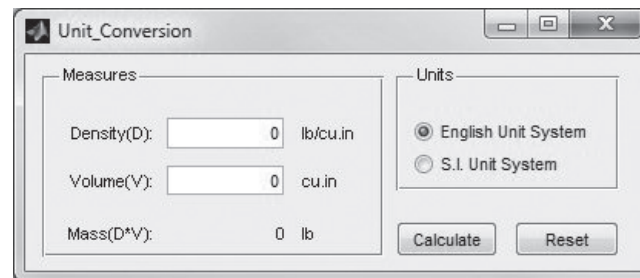 Unit_Conversion
Measures
Density(D): 0 lb/cu.in
Volume(V): 0 cu.in
Mass(D*V): 0 lb
Units
English Unit System
S.I. Unit System
Calculate Reset